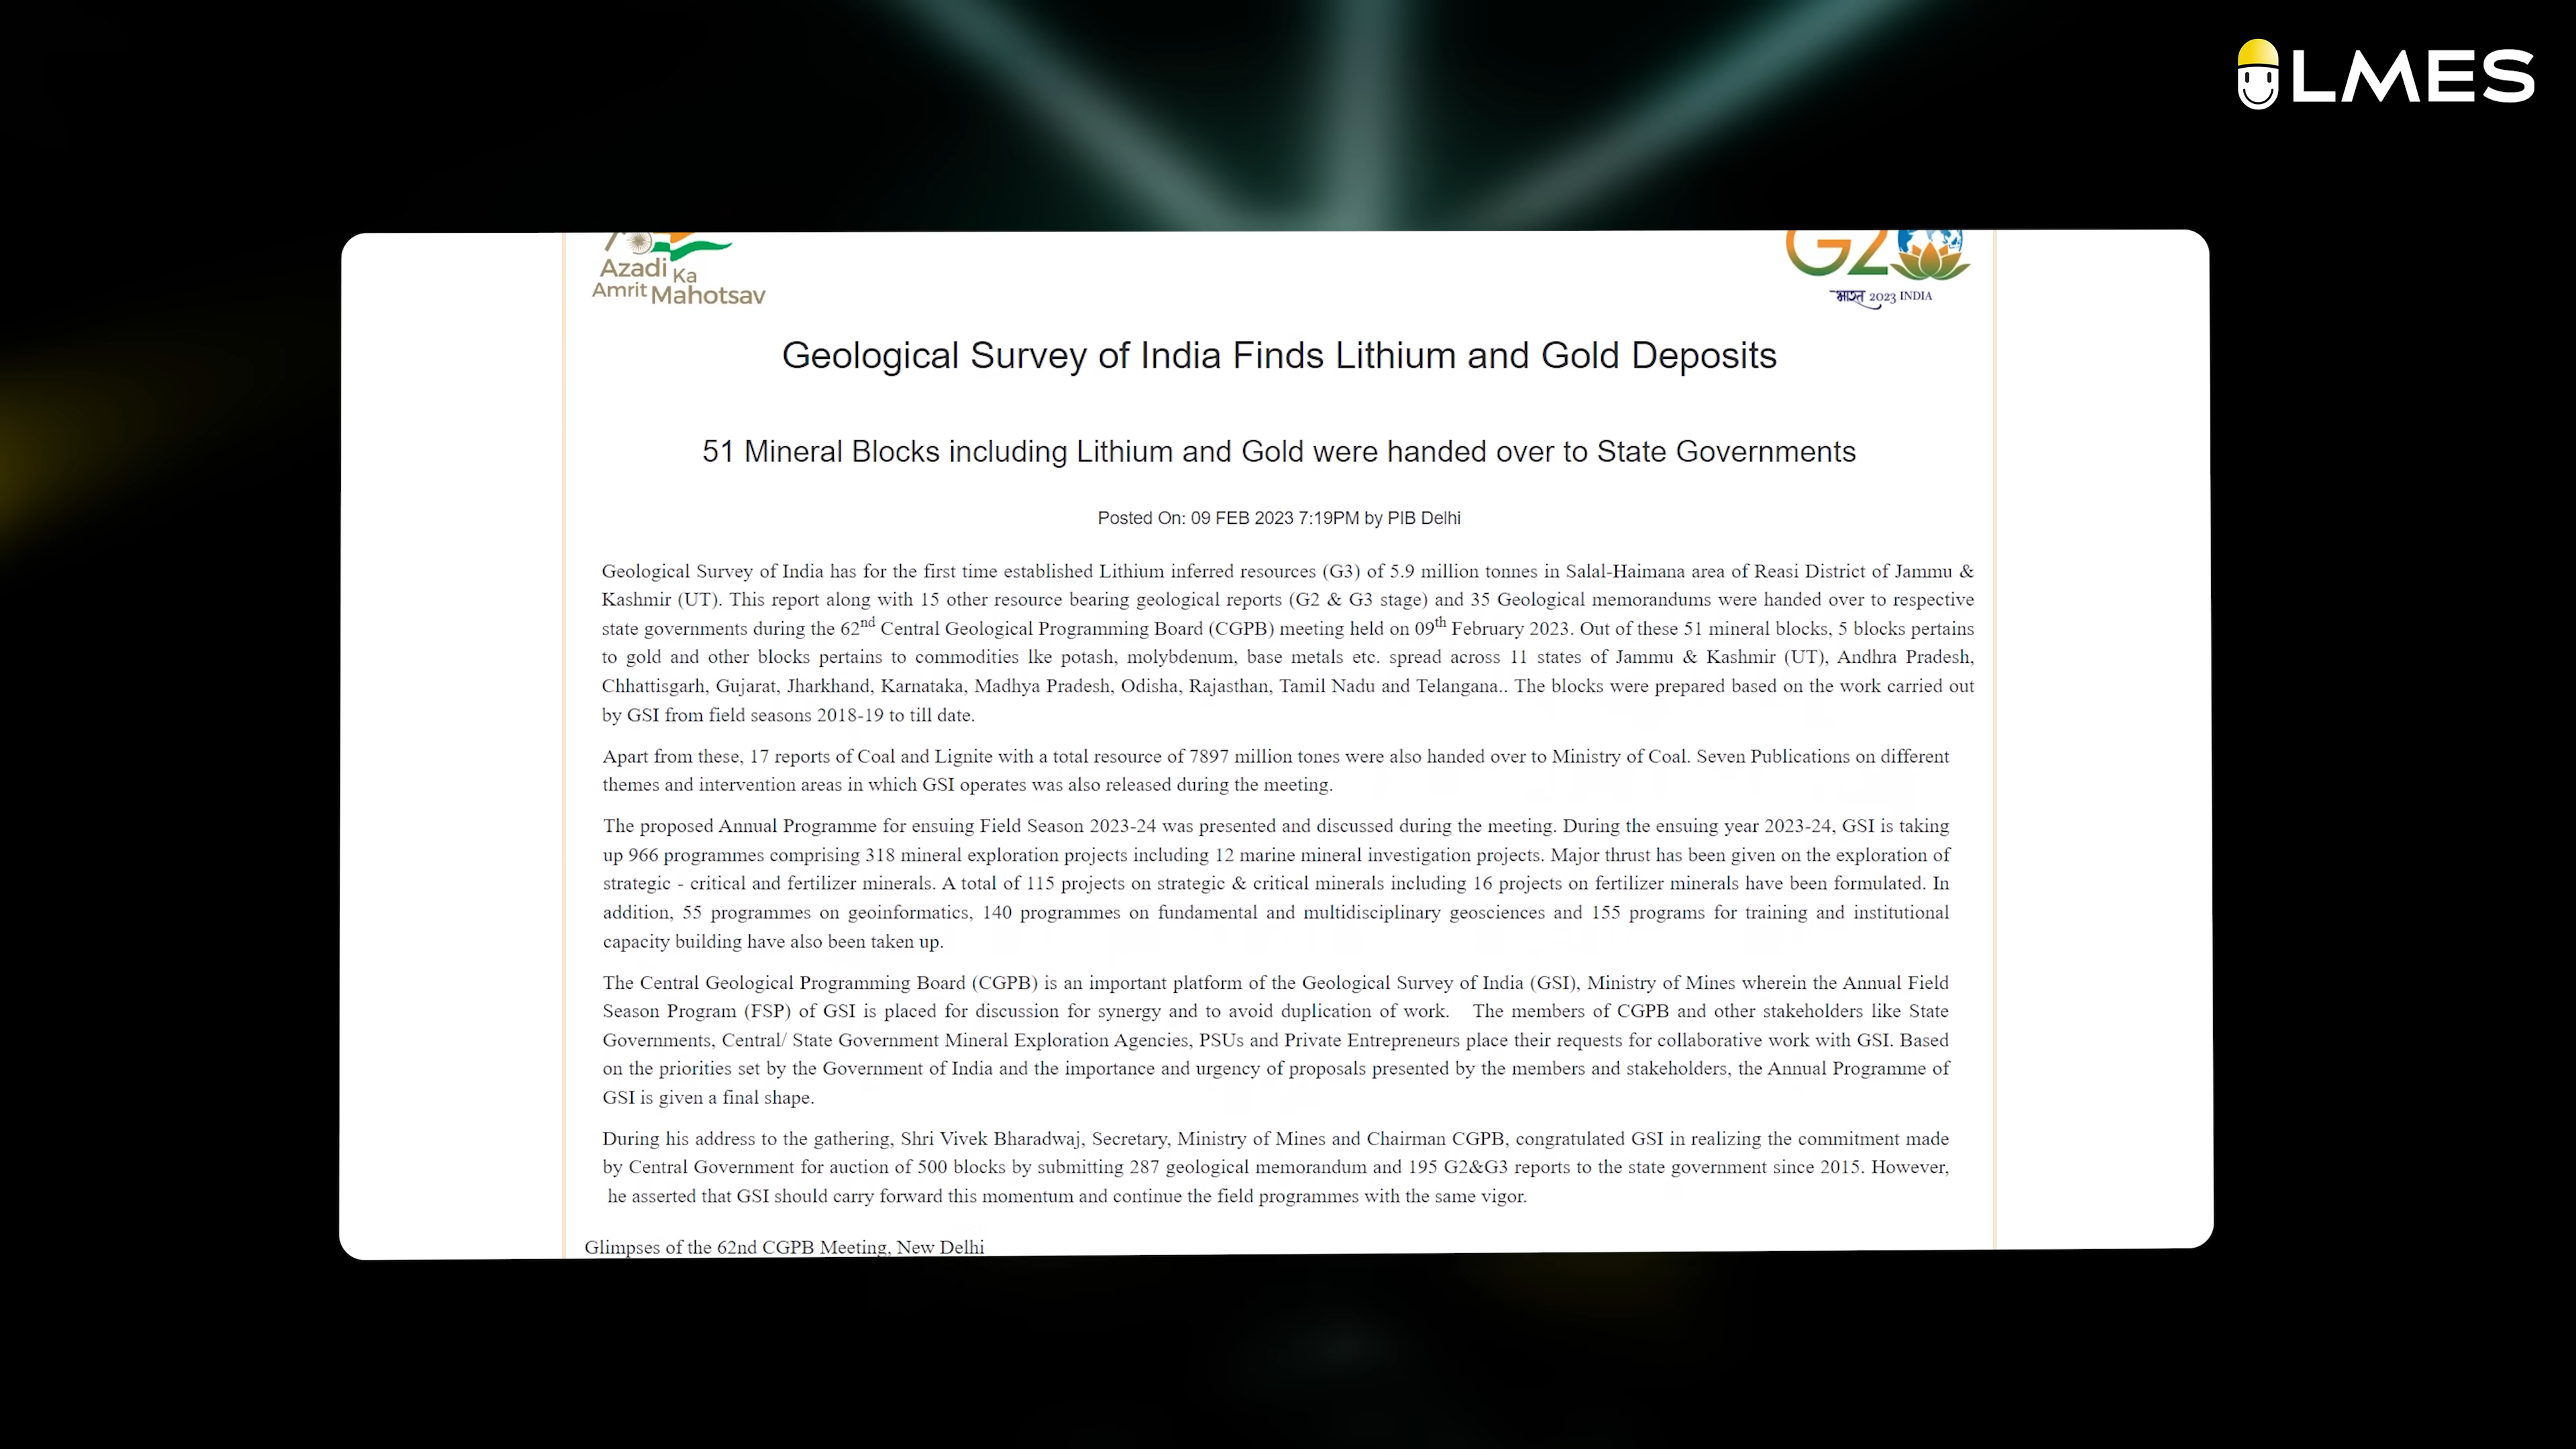 LMES
Azadi Ka
Amrit Mahotsav
G20
भारत 2023 INDIA
Geological Survey of India Finds Lithium and Gold Deposits
51 Mineral Blocks including Lithium and Gold were handed over to State Governments
Posted On: 09 FEB 2023 7:19PM by PIB Delhi
Geological Survey of India has for the first time established Lithium inferred resources (G3) of 5.9 million tonnes in Salal-Haimana area of Reasi District of Jammu &
Kashmir (UT). This report along with 15 other resource bearing geological reports (G2 & G3 stage) and 35 Geological memorandums were handed over to respective
state governments during the 62nd Central Geological Programming Board (CGPB) meeting held on 09th February 2023. Out of these 51 mineral blocks, 5 blocks pertains
to gold and other blocks pertains to commodities lke potash, molybdenum, base metals etc. spread across 11 states of Jammu & Kashmir (UT), Andhra Pradesh,
Chhattisgarh, Gujarat, Jharkhand, Karnataka, Madhya Pradesh, Odisha, Rajasthan, Tamil Nadu and Telangana.. The blocks were prepared based on the work carried out
by GSI from field seasons 2018-19 to till date.
Apart from these, 17 reports of Coal and Lignite with a total resource of 7897 million tones were also handed over to Ministry of Coal. Seven Publications on different
themes and intervention areas in which GSI operates was also released during the meeting.
The proposed Annual Programme for ensuing Field Season 2023-24 was presented and discussed during the meeting. During the ensuing year 2023-24, GSI is taking
up 966 programmes comprising 318 mineral exploration projects including 12 marine mineral investigation projects. Major thrust has been given on the exploration of
strategic - critical and fertilizer minerals. A total of 115 projects on strategic & critical minerals including 16 projects on fertilizer minerals have been formulated. In
addition, 55 programmes on geoinformatics, 140 programmes on fundamental and multidisciplinary geosciences and 155 programs for training and institutional
capacity building have also been taken up.
The Central Geological Programming Board (CGPB) is an important platform of the Geological Survey of India (GSI), Ministry of Mines wherein the Annual Field
Season Program (FSP) of GSI is placed for discussion for synergy and to avoid duplication of work. The members of CGPB and other stakeholders like State
Governments, Central/ State Government Mineral Exploration Agencies, PSUs and Private Entrepreneurs place their requests for collaborative work with GSI. Based
on the priorities set by the Government of India and the importance and urgency of proposals presented by the members and stakeholders, the Annual Programme of
GSI is given a final shape.
During his address to the gathering, Shri Vivek Bharadwaj, Secretary, Ministry of Mines and Chairman CGPB, congratulated GSI in realizing the commitment made
by Central Government for auction of 500 blocks by submitting 287 geological memorandum and 195 G2&G3 reports to the state government since 2015. However,
he asserted that GSI should carry forward this momentum and continue the field programmes with the same vigor.
Glimpses of the 62nd CGPB Meeting, New Delhi